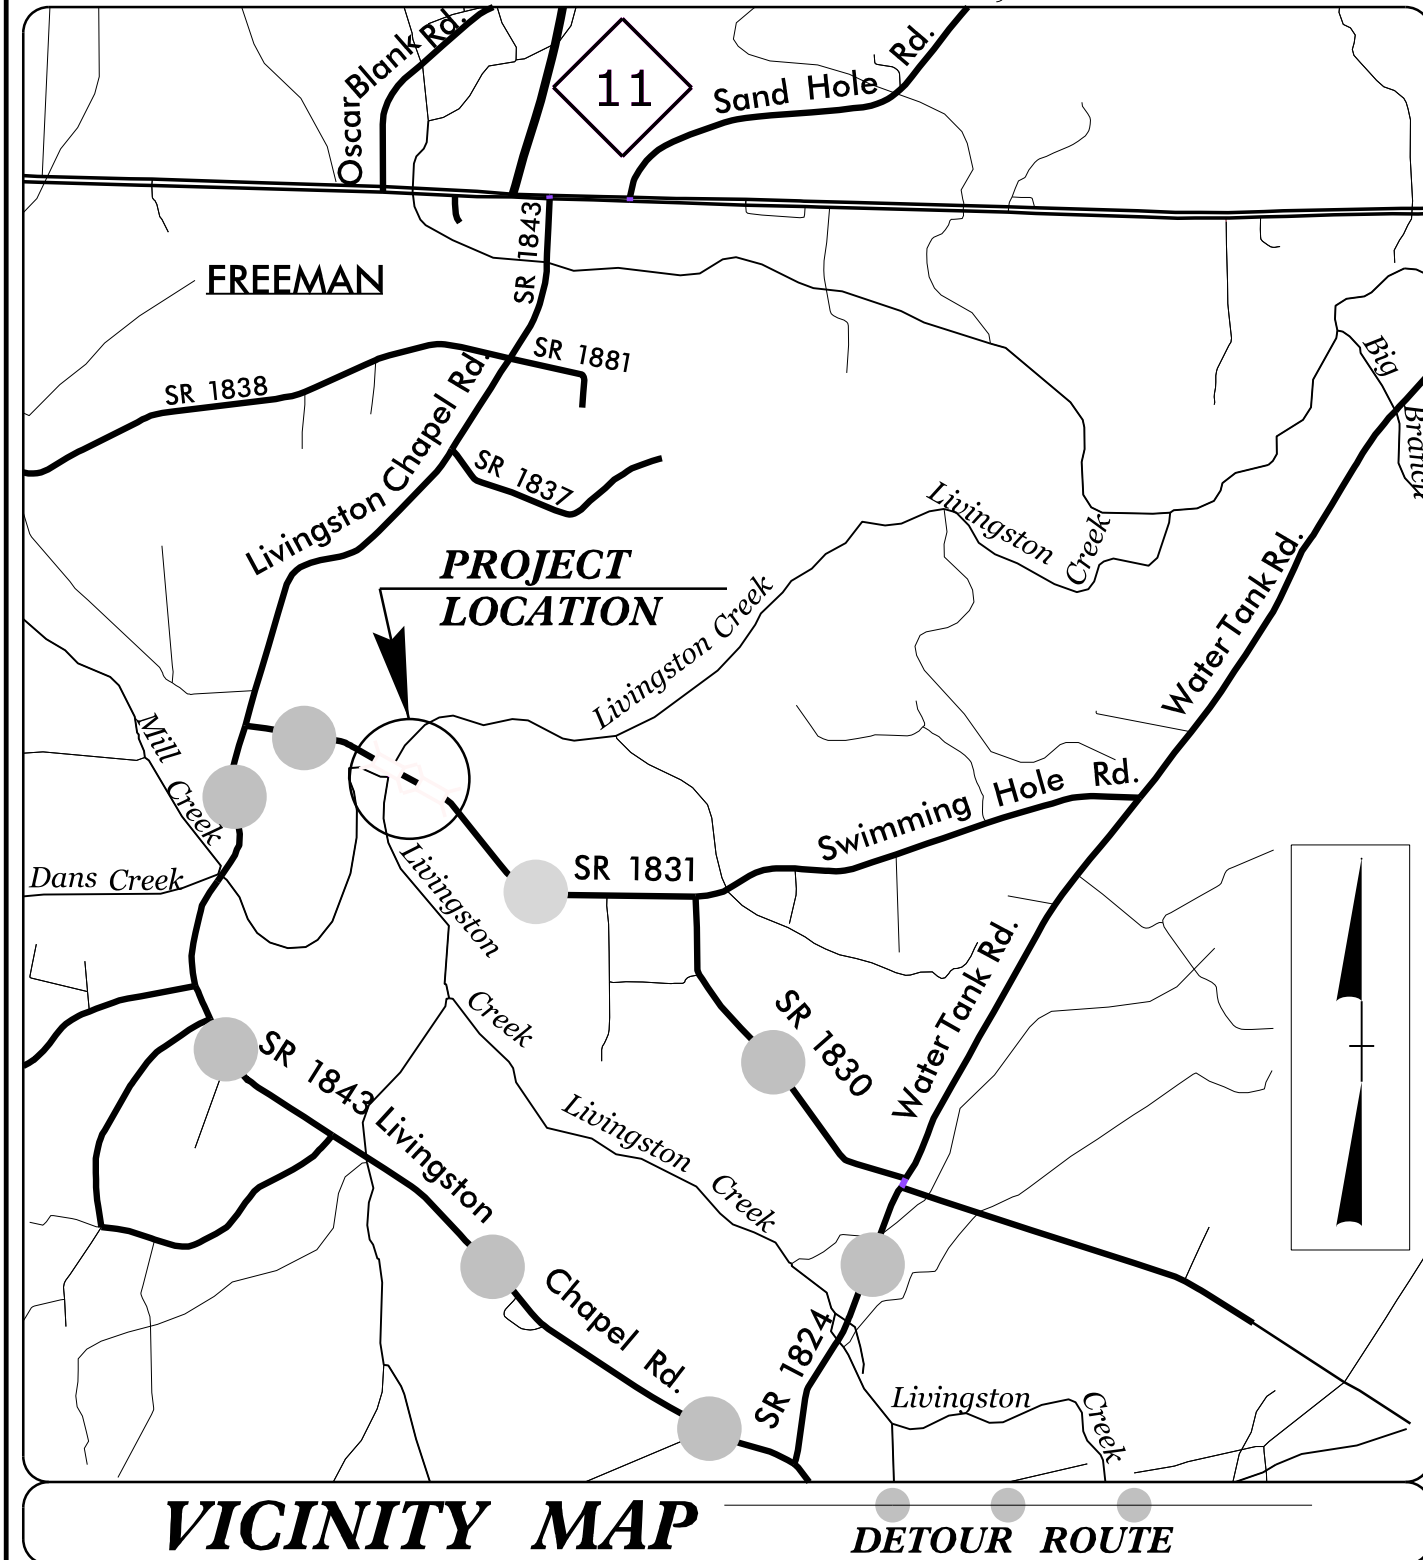 Oscar Blank Rd.
11
Sand Hole Rd.
SR 1843
FREEMAN
SR 1881
SR 1838
Livingston Chapel Rd.
SR 1837
Big Branch
Livingston Creek
PROJECT
LOCATION
Livingston Creek
Water Tank Rd.
Mill Creek
Swimming Hole Rd.
Dans Creek
SR 1831
Livingston Creek
Water Tank Rd.
SR 1830
SR 1843 Livingston Chapel Rd.
Livingston Creek
SR 1824
Livingston Creek
VICINITY MAP
DETOUR ROUTE